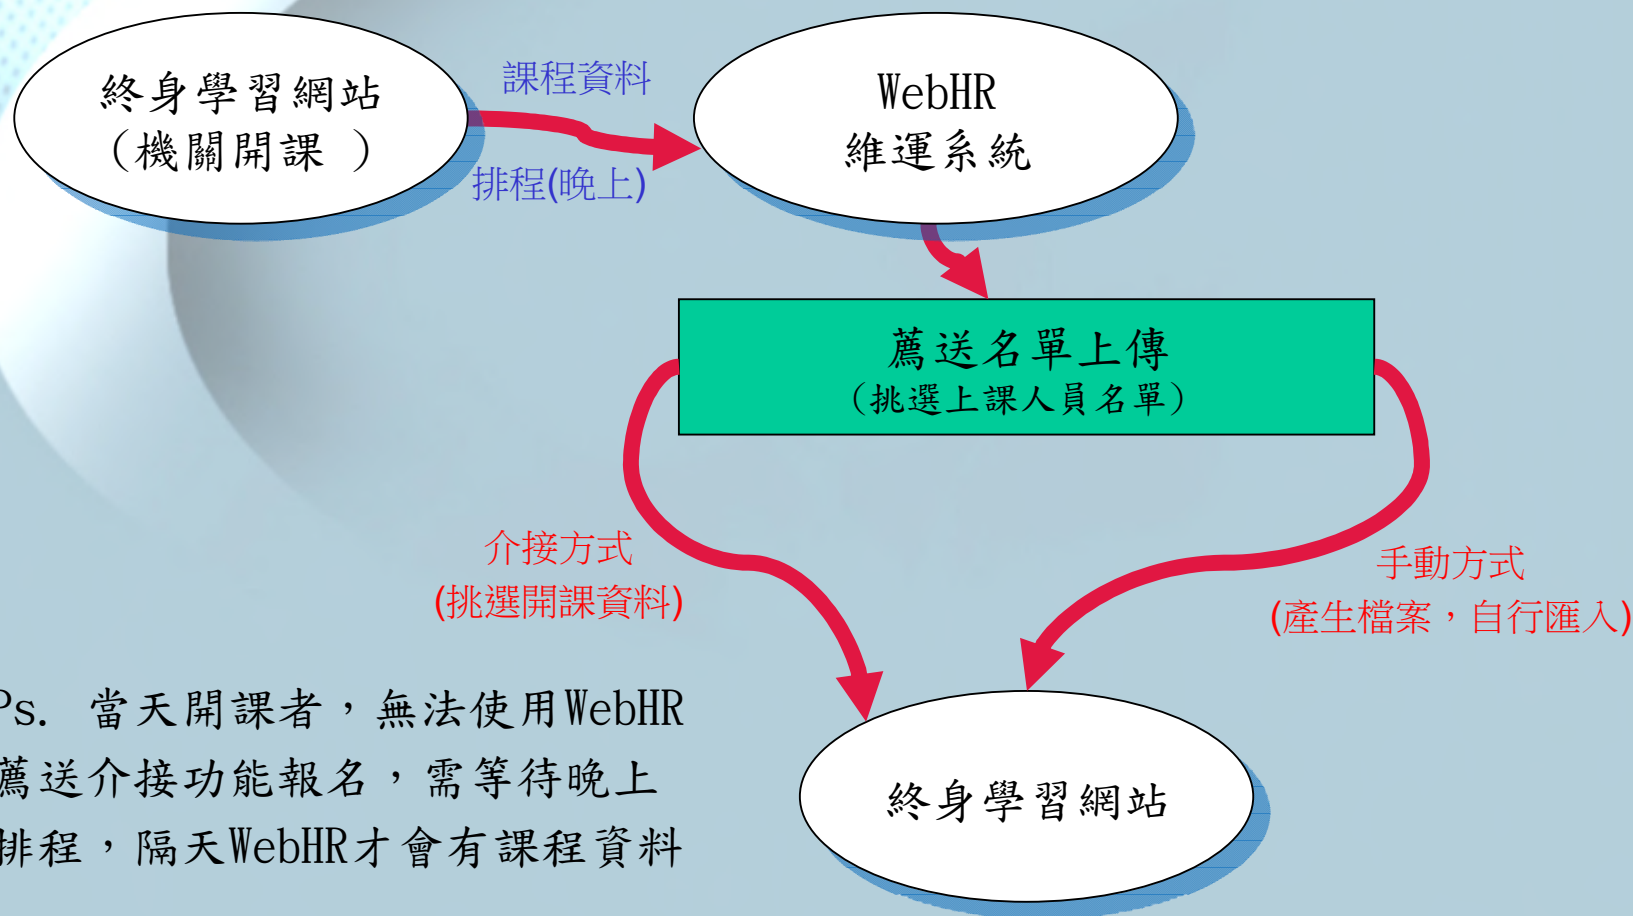 終身學習網站
(機關開課 )
課程資料
排程(晚上)
WebHR
維運系統
薦送名單上傳
(挑選上課人員名單)
介接方式
(挑選開課資料)
手動方式
(產生檔案，自行匯入)
Ps. 當天開課者，無法使用WebHR
薦送介接功能報名，需等待晚上
排程，隔天WebHR才會有課程資料
終身學習網站